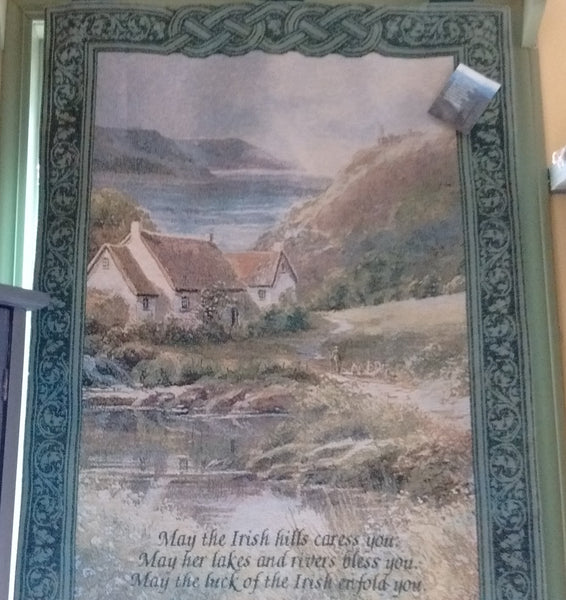 May the Irish hills caress you.
May her lakes and rivers bless you.
May the luck of the Irish enfold you.